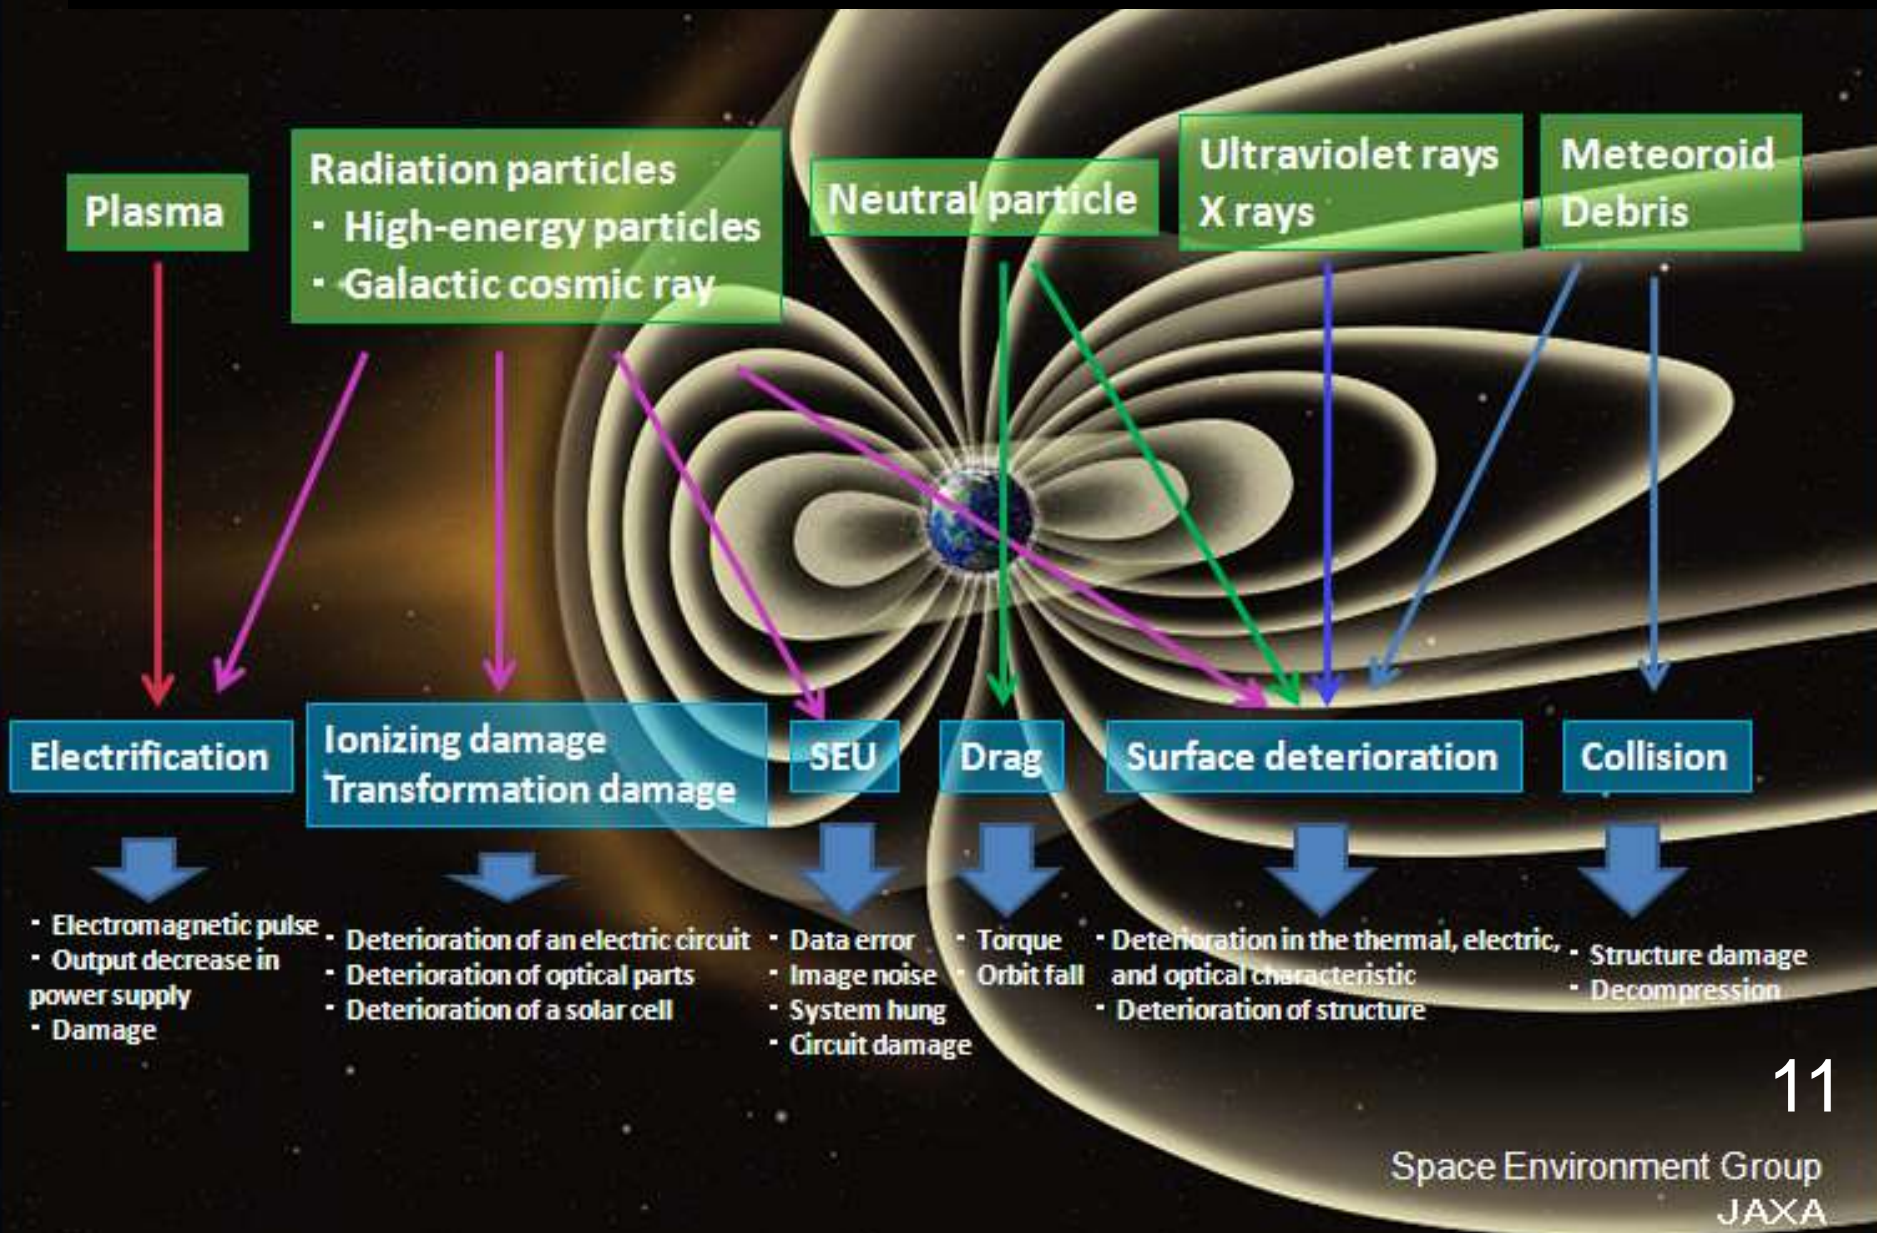 Plasma
Radiation particles
· High-energy particles
· Galactic cosmic ray
Neutral particle
Ultraviolet rays
X rays
Meteoroid
Debris
Electrification
Ionizing damage
Transformation damage
SEU
Drag
Surface deterioration
Collision
· Electromagnetic pulse
· Output decrease in
power supply
· Damage
· Deterioration of an electric circuit
· Deterioration of optical parts
· Deterioration of a solar cell
· Data error
· Image noise
· System hung
· Circuit damage
· Torque
· Orbit fall
· Deterioration in the thermal, electric,
and optical characteristic
· Deterioration of structure
· Structure damage
· Decompression
11
Space Environment Group
JAXA